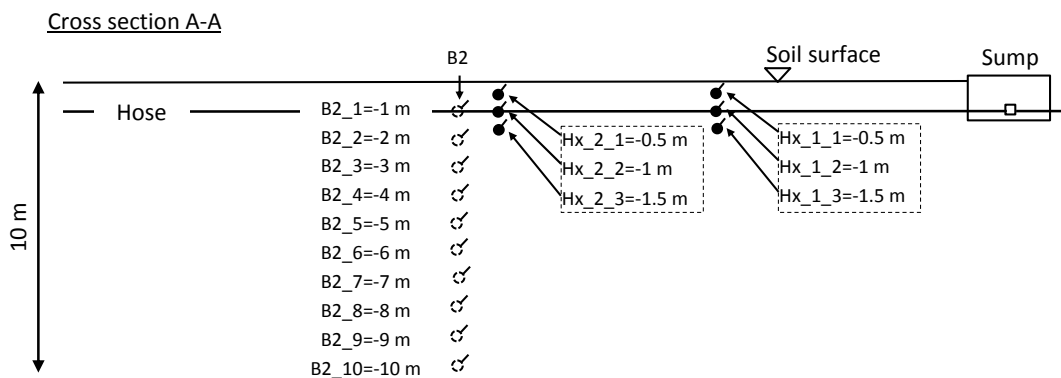 Cross section A-A
B2
Soil surface
Sump
Hose
B2_1=-1 m
B2_2=-2 m
B2_3=-3 m
B2_4=-4 m
B2_5=-5 m
B2_6=-6 m
B2_7=-7 m
B2_8=-8 m
B2_9=-9 m
B2_10=-10 m
Hx_2_1=-0.5 m
Hx_2_2=-1 m
Hx_2_3=-1.5 m
Hx_1_1=-0.5 m
Hx_1_2=-1 m
Hx_1_3=-1.5 m
10 m